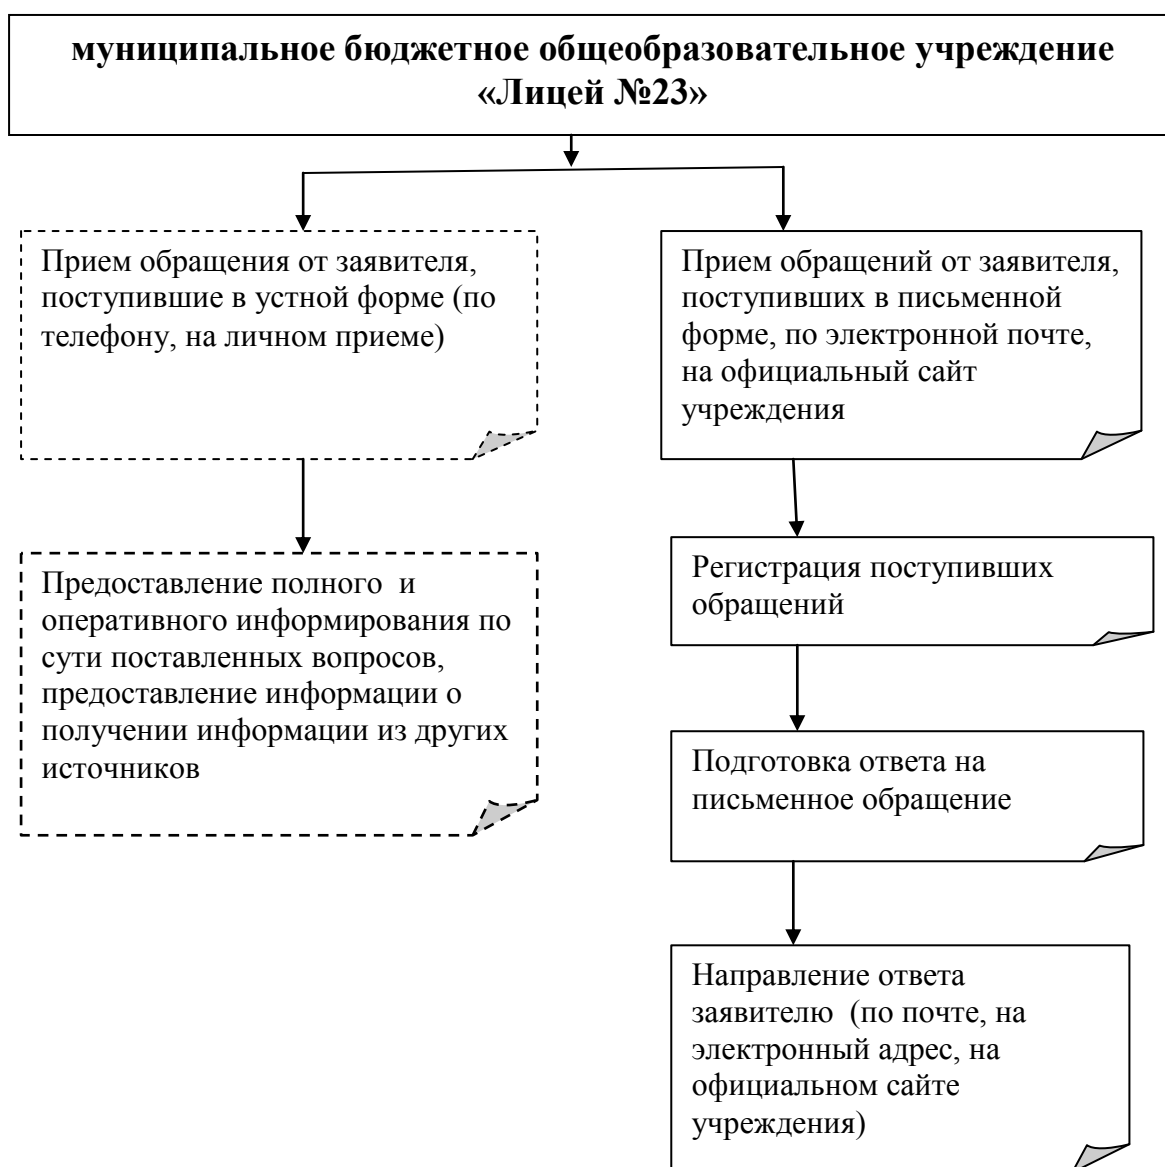 муниципальное бюджетное общеобразовательное учреждение
«Лицей №23»
Прием обращения от заявителя,
поступившие в устной форме (по
телефону, на личном приеме)
Прием обращений от заявителя,
поступивших в письменной
форме, по электронной почте,
на официальный сайт
учреждения
Предоставление полного  и
оперативного информирования по
сути поставленных вопросов,
предоставление информации о
получении информации из других
источников
Регистрация поступивших
обращений
Подготовка ответа на
письменное обращение
Направление ответа
заявителю  (по почте, на
электронный адрес, на
официальном сайте
учреждения)